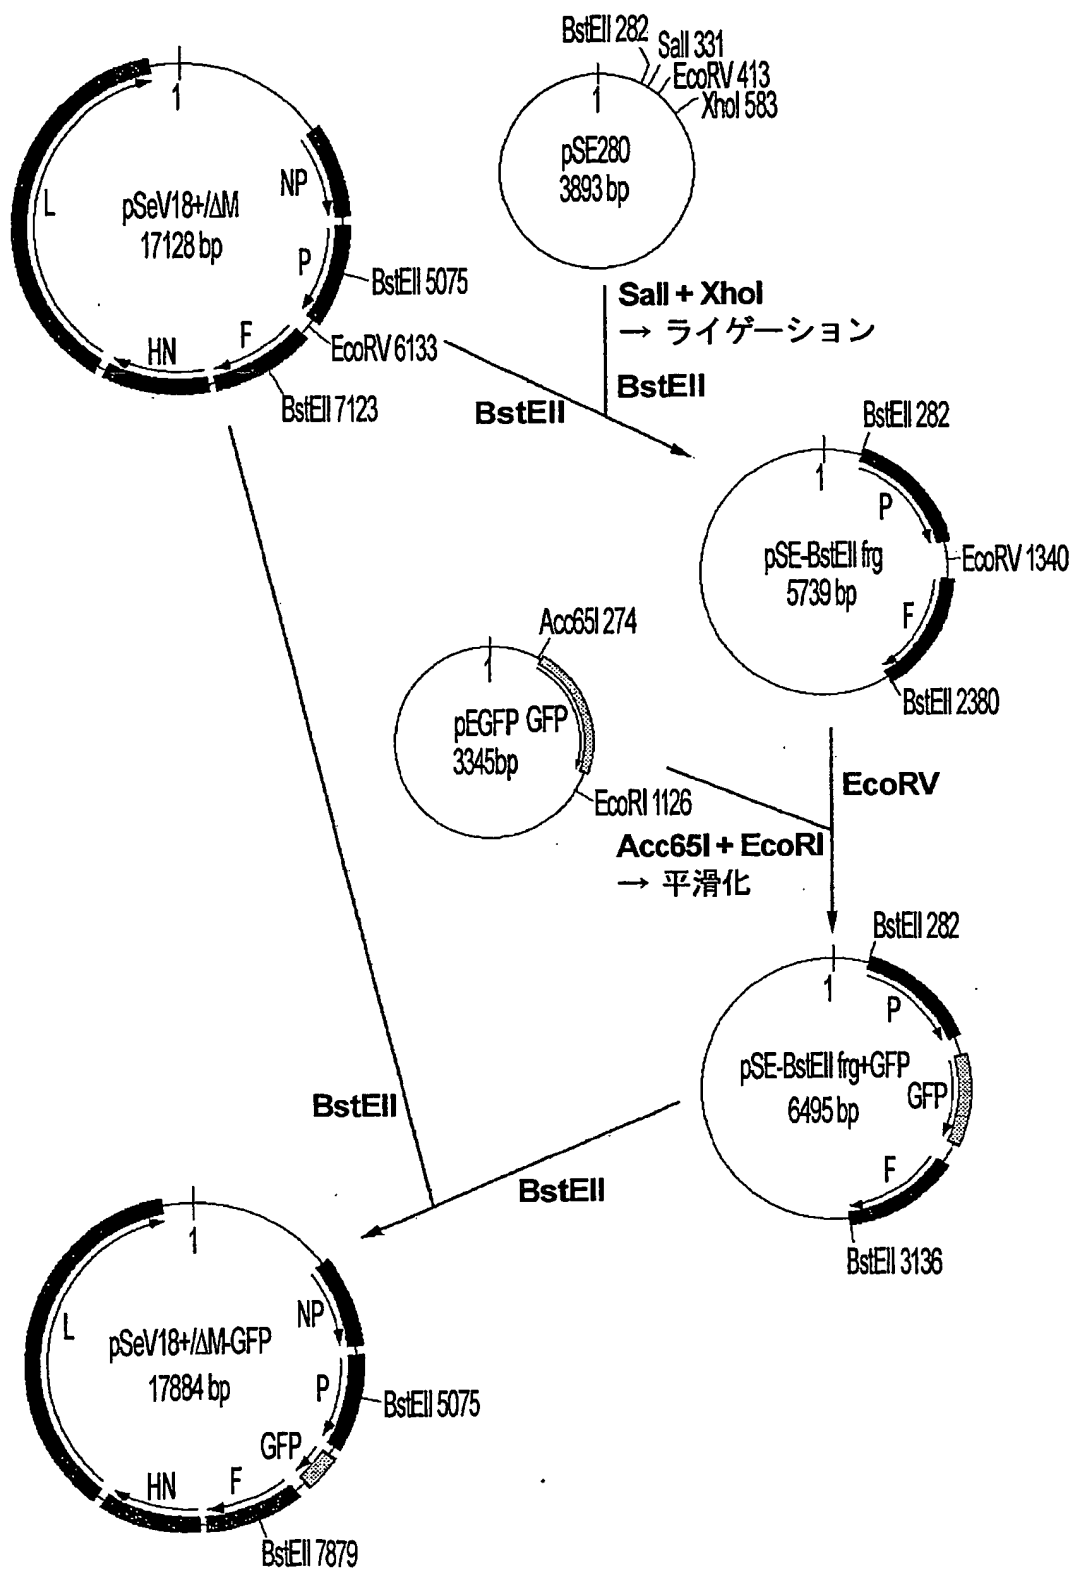 1
L
NP
pSeV18+/ΔM
17128 bp
P
BstEII 5075
F
HN
EcoRV 6133
BstEII 7123
BstEII 282
SalI 331
EcoRV 413
XhoI 583
1
pSE280
3893 bp
SalI + XhoI
→ ライゲーション
BstEII
BstEII
BstEII 282
1
P
pSE-BstEII frg
5739 bp
EcoRV 1340
F
BstEII 2380
Acc65I 274
1
pEGFP GFP
3345bp
EcoRI 1126
EcoRV
Acc65I + EcoRI
→ 平滑化
BstEII 282
1
P
pSE-BstEII frg+GFP
6495 bp
GFP
F
BstEII 3136
BstEII
BstEII
1
NP
L
pSeV18+/ΔM-GFP
17884 bp
P
BstEII 5075
GFP
F
HN
BstEII 7879